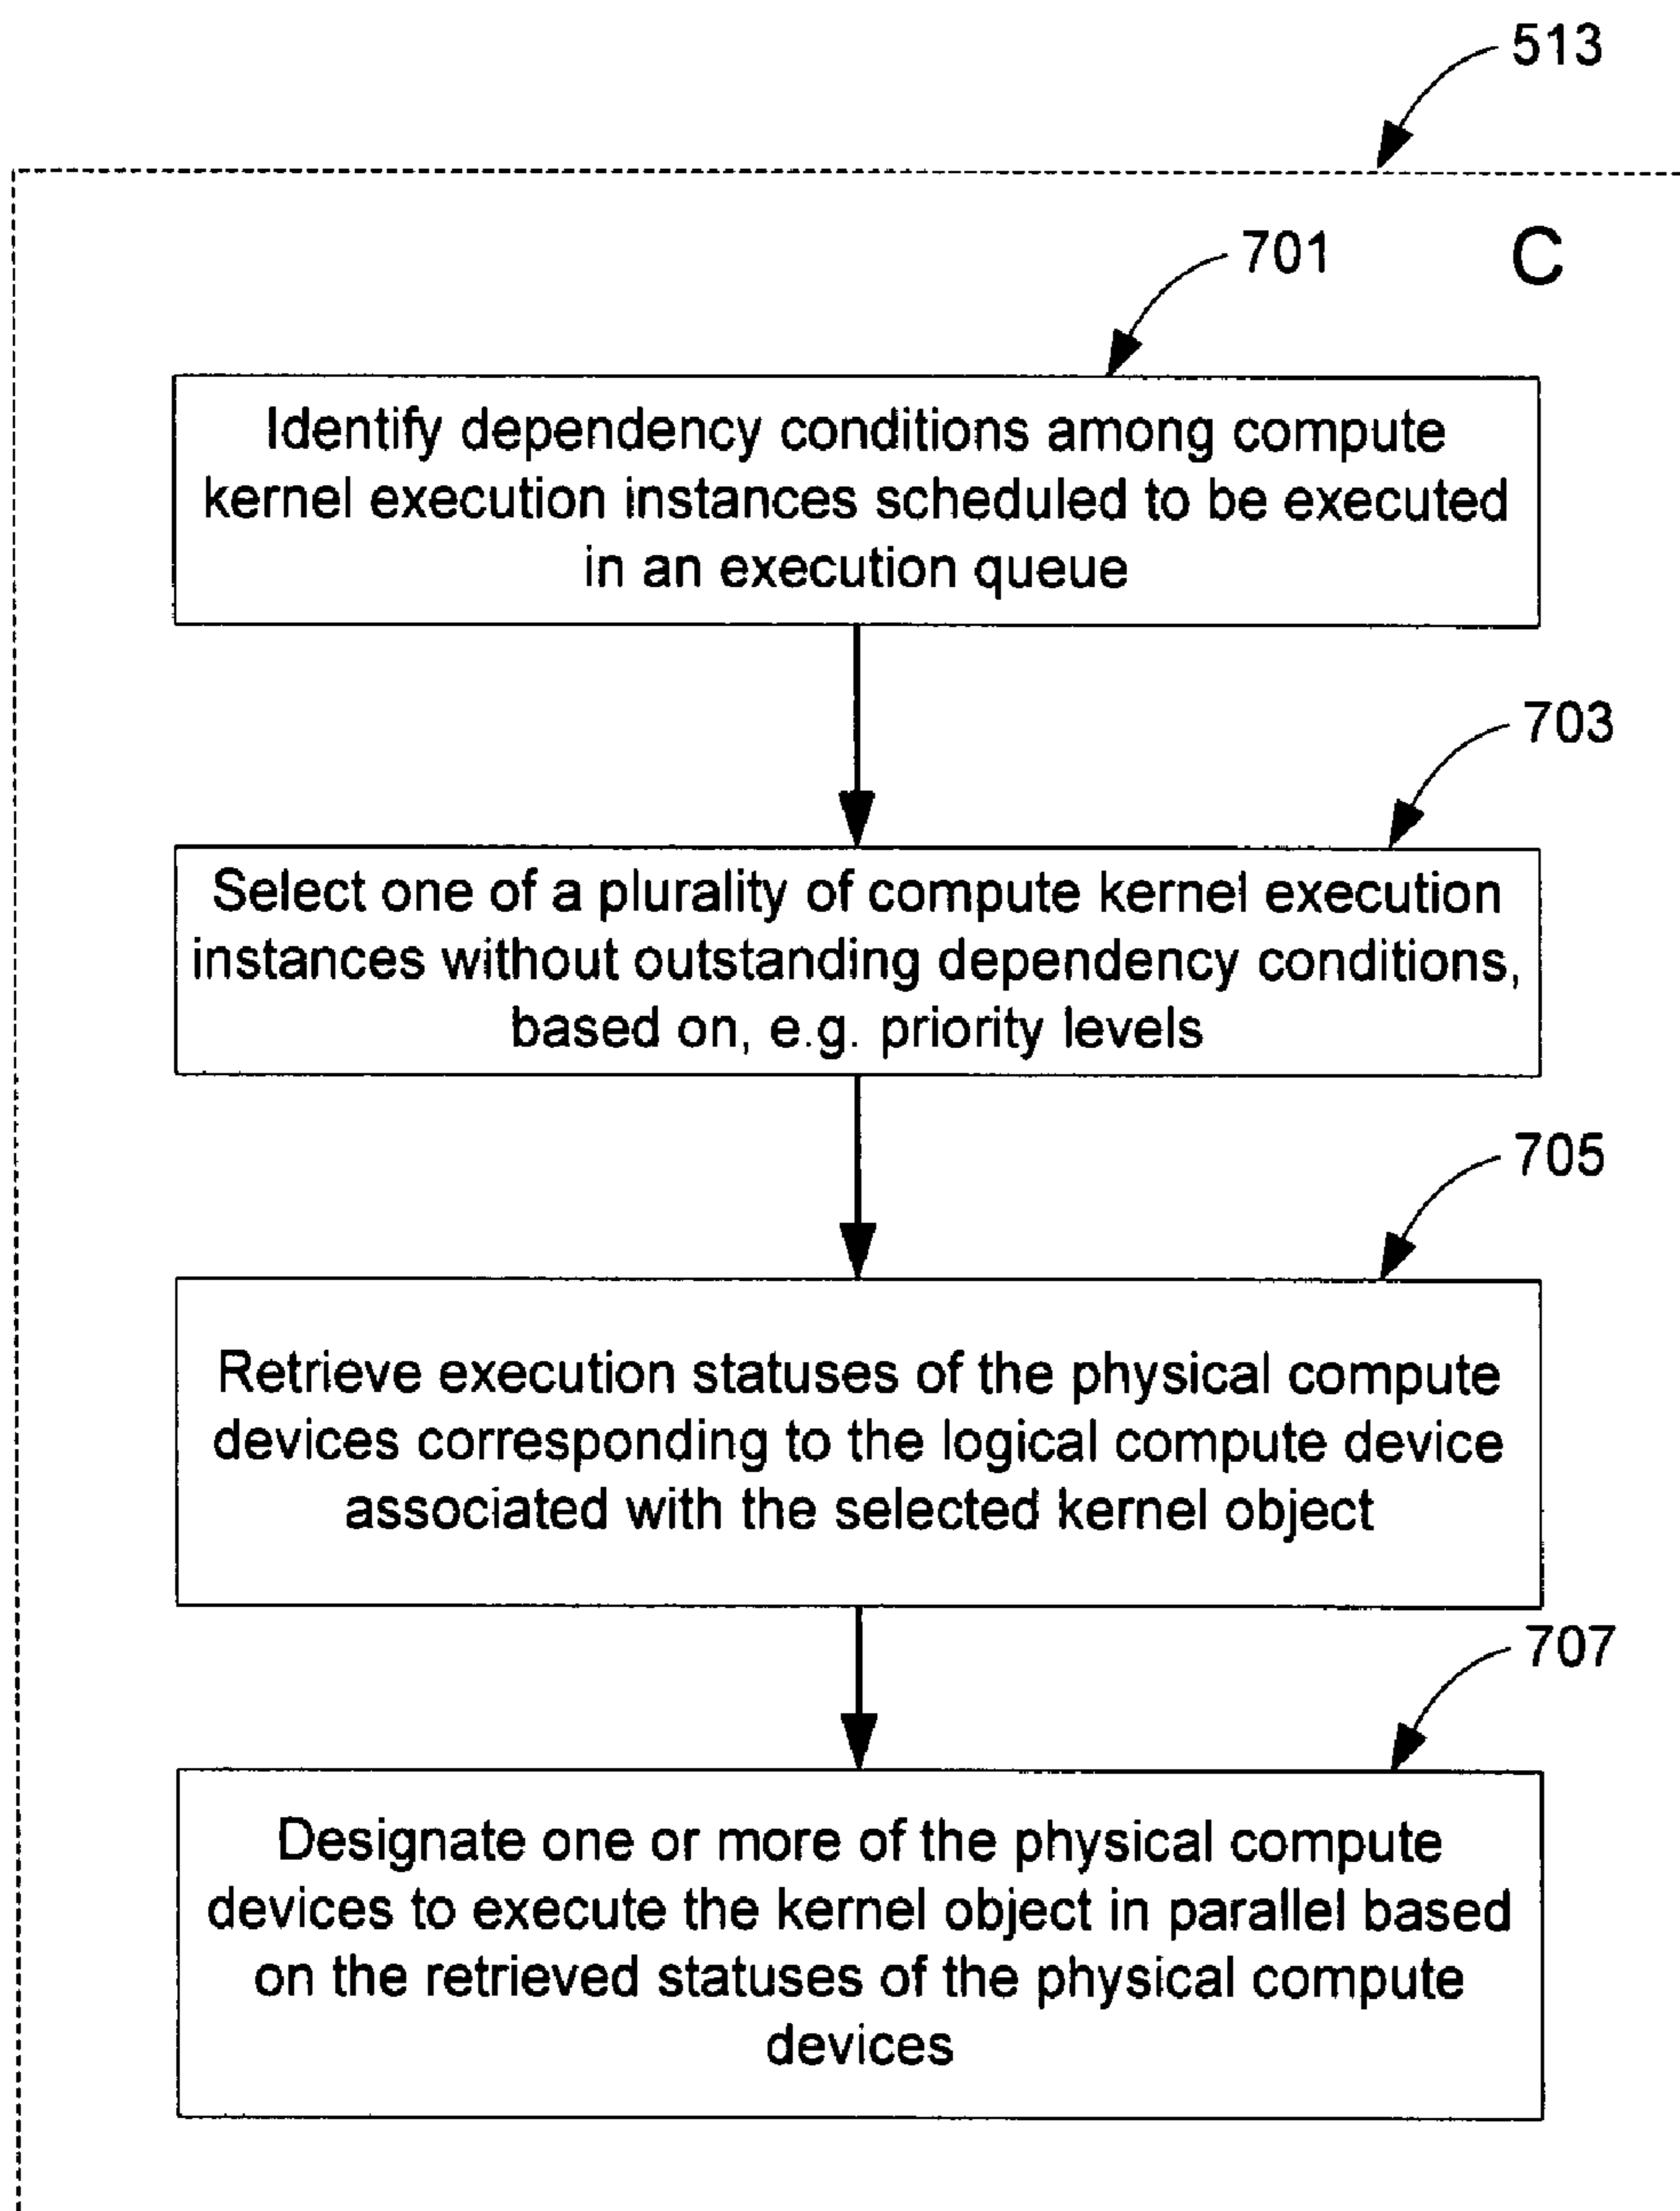 513
C
701
Identify dependency conditions among compute
kernel execution instances scheduled to be executed
in an execution queue
703
Select one of a plurality of compute kernel execution
instances without outstanding dependency conditions,
based on, e.g. priority levels
705
Retrieve execution statuses of the physical compute
devices corresponding to the logical compute device
associated with the selected kernel object
707
Designate one or more of the physical compute
devices to execute the kernel object in parallel based
on the retrieved statuses of the physical compute
devices